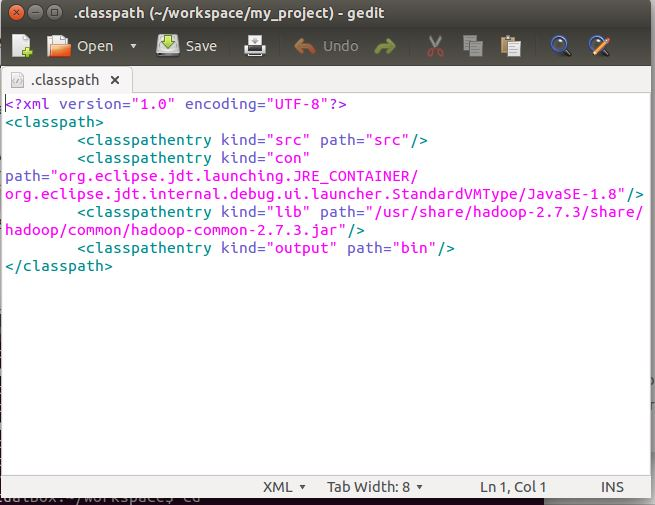 .classpath (~/workspace/my_project) - gedit
Open Save Undo
.classpath
<?xml version="1.0" encoding="UTF-8"?>
<classpath>
        <classpathentry kind="src" path="src"/>
        <classpathentry kind="con"
path="org.eclipse.jdt.launching.JRE_CONTAINER/
org.eclipse.jdt.internal.debug.ui.launcher.StandardVMType/JavaSE-1.8"/>
        <classpathentry kind="lib" path="/usr/share/hadoop-2.7.3/share/
hadoop/common/hadoop-common-2.7.3.jar"/>
        <classpathentry kind="output" path="bin"/>
</classpath>
XML Tab Width: 8 Ln 1, Col 1 INS